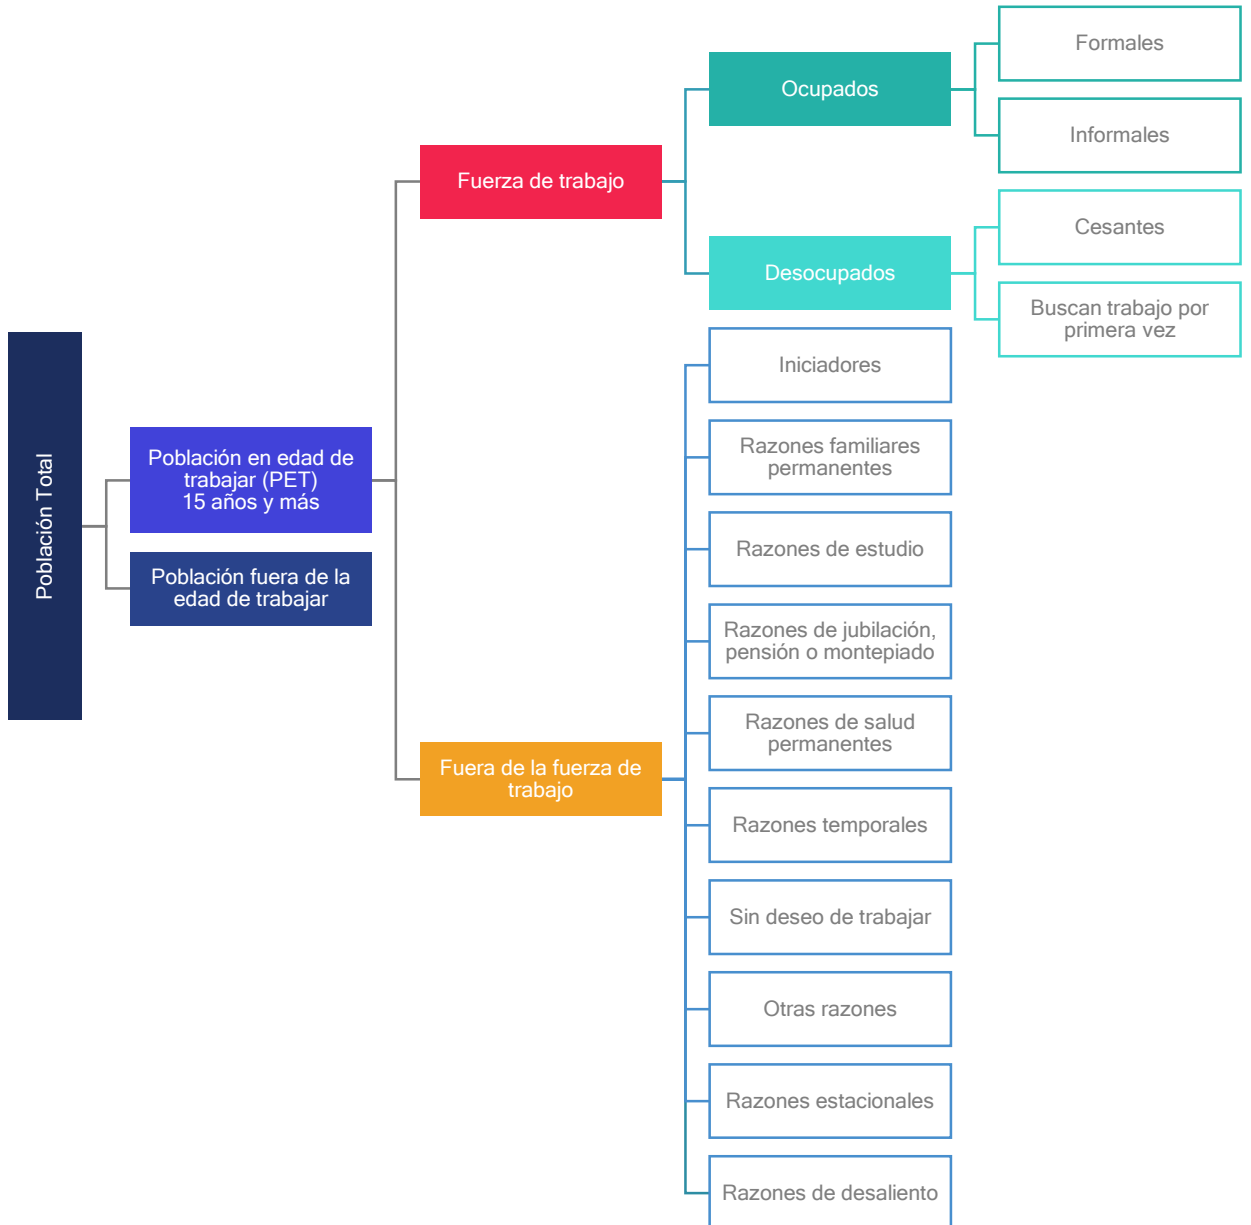 Población Total
Población en edad de
trabajar (PET)
15 años y más
Población fuera de la
edad de trabajar
Fuerza de trabajo
Fuera de la fuerza de
trabajo
Ocupados
Desocupados
Formales
Informales
Cesantes
Buscan trabajo por
primera vez
Iniciadores
Razones familiares
permanentes
Razones de estudio
Razones de jubilación,
pensión o montepiado
Razones de salud
permanentes
Razones temporales
Sin deseo de trabajar
Otras razones
Razones estacionales
Razones de desaliento